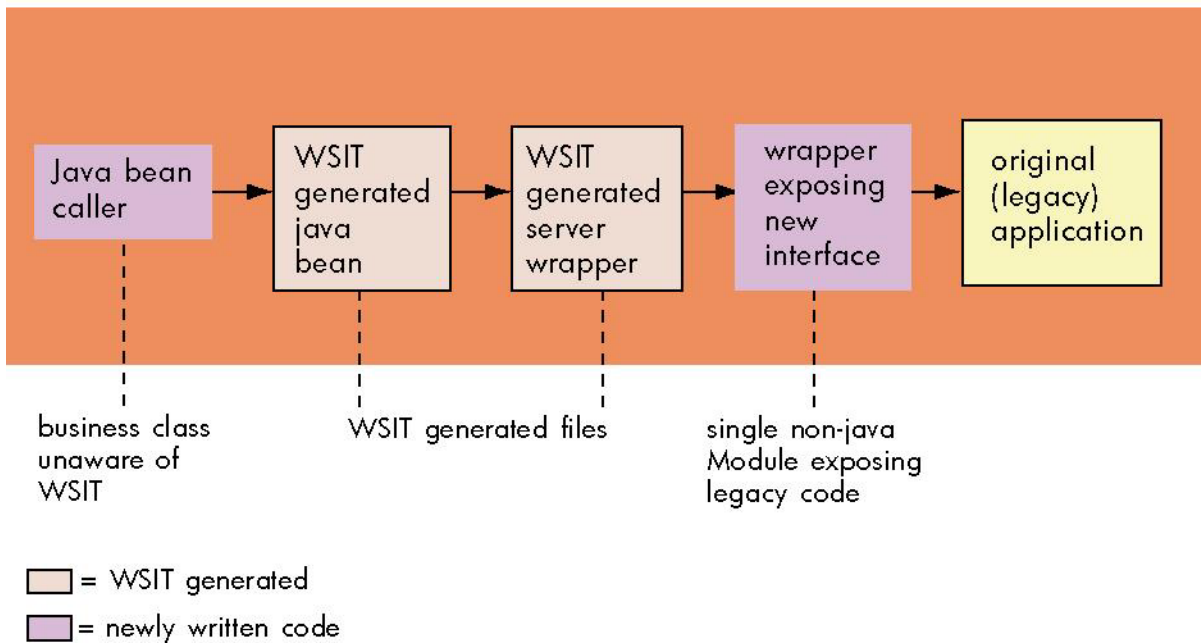 Java bean
caller
WSIT
generated
java
bean
WSIT
generated
server
wrapper
wrapper
exposing
new
interface
original
(legacy)
application
business class
unaware of
WSIT
WSIT generated files
single non-java
Module exposing
legacy code
= WSIT generated
= newly written code